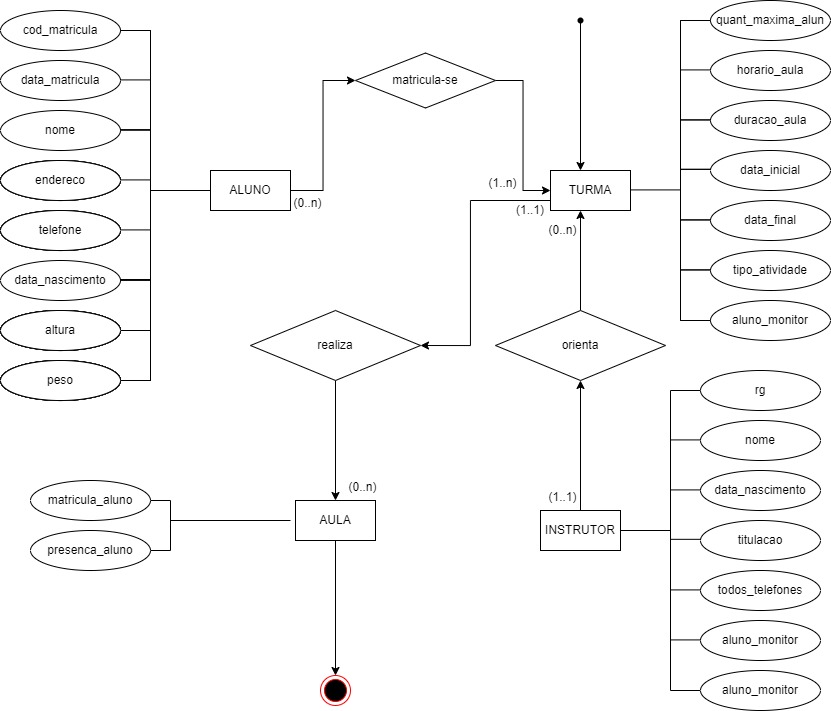 cod_matricula
data_matricula
nome
endereco
telefone
data_nascimento
altura
peso
ALUNO
(0..n)
matricula-se
(1..n)
(1..1)
(0..n)
TURMA
quant_maxima_alun
horario_aula
duracao_aula
data_inicial
data_final
tipo_atividade
aluno_monitor
realiza
orienta
(0..n)
matricula_aluno
presenca_aluno
AULA
(1..1)
INSTRUTOR
rg
nome
data_nascimento
titulacao
todos_telefones
aluno_monitor
aluno_monitor